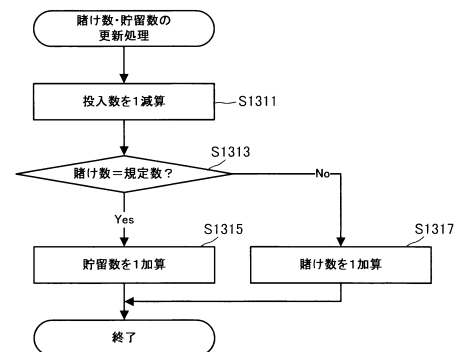 賭け数・貯留数の
更新処理
投入数を1減算
S1311
S1313
賭け数＝規定数？
No
Yes
S1315
貯留数を1加算
S1317
賭け数を1加算
終了